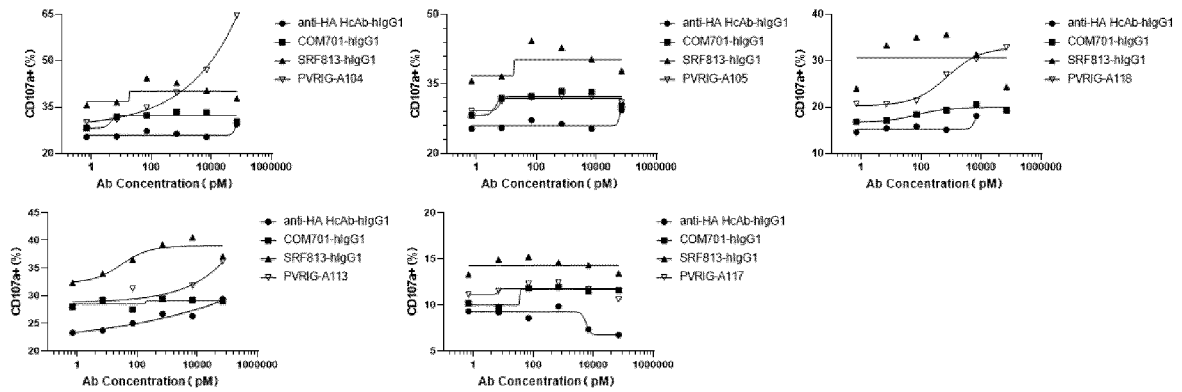 65
50
35
20
CD107a+ (%)
1
100
10000
1000000
Ab Concentration ( pM)
anti-HA HcAb-hIgG1
COM701-hIgG1
SRF813-hIgG1
PVRIG-A104
50
35
20
CD107a+ (%)
1
100
10000
1000000
Ab Concentration ( pM)
anti-HA HcAb-hIgG1
COM701-hIgG1
SRF813-hIgG1
PVRIG-A105
40
30
20
10
CD107a+ (%)
1
100
10000
1000000
Ab Concentration ( pM)
anti-HA HcAb-hIgG1
COM701-hIgG1
SRF813-hIgG1
PVRIG-A118
45
40
35
30
25
20
CD107a+ (%)
1
100
10000
1000000
Ab Concentration ( pM)
anti-HA HcAb-hIgG1
COM701-hIgG1
SRF813-hIgG1
PVRIG-A113
20
15
10
5
CD107a+ (%)
1
100
10000
1000000
Ab Concentration ( pM)
anti-HA HcAb-hIgG1
COM701-hIgG1
SRF813-hIgG1
PVRIG-A117